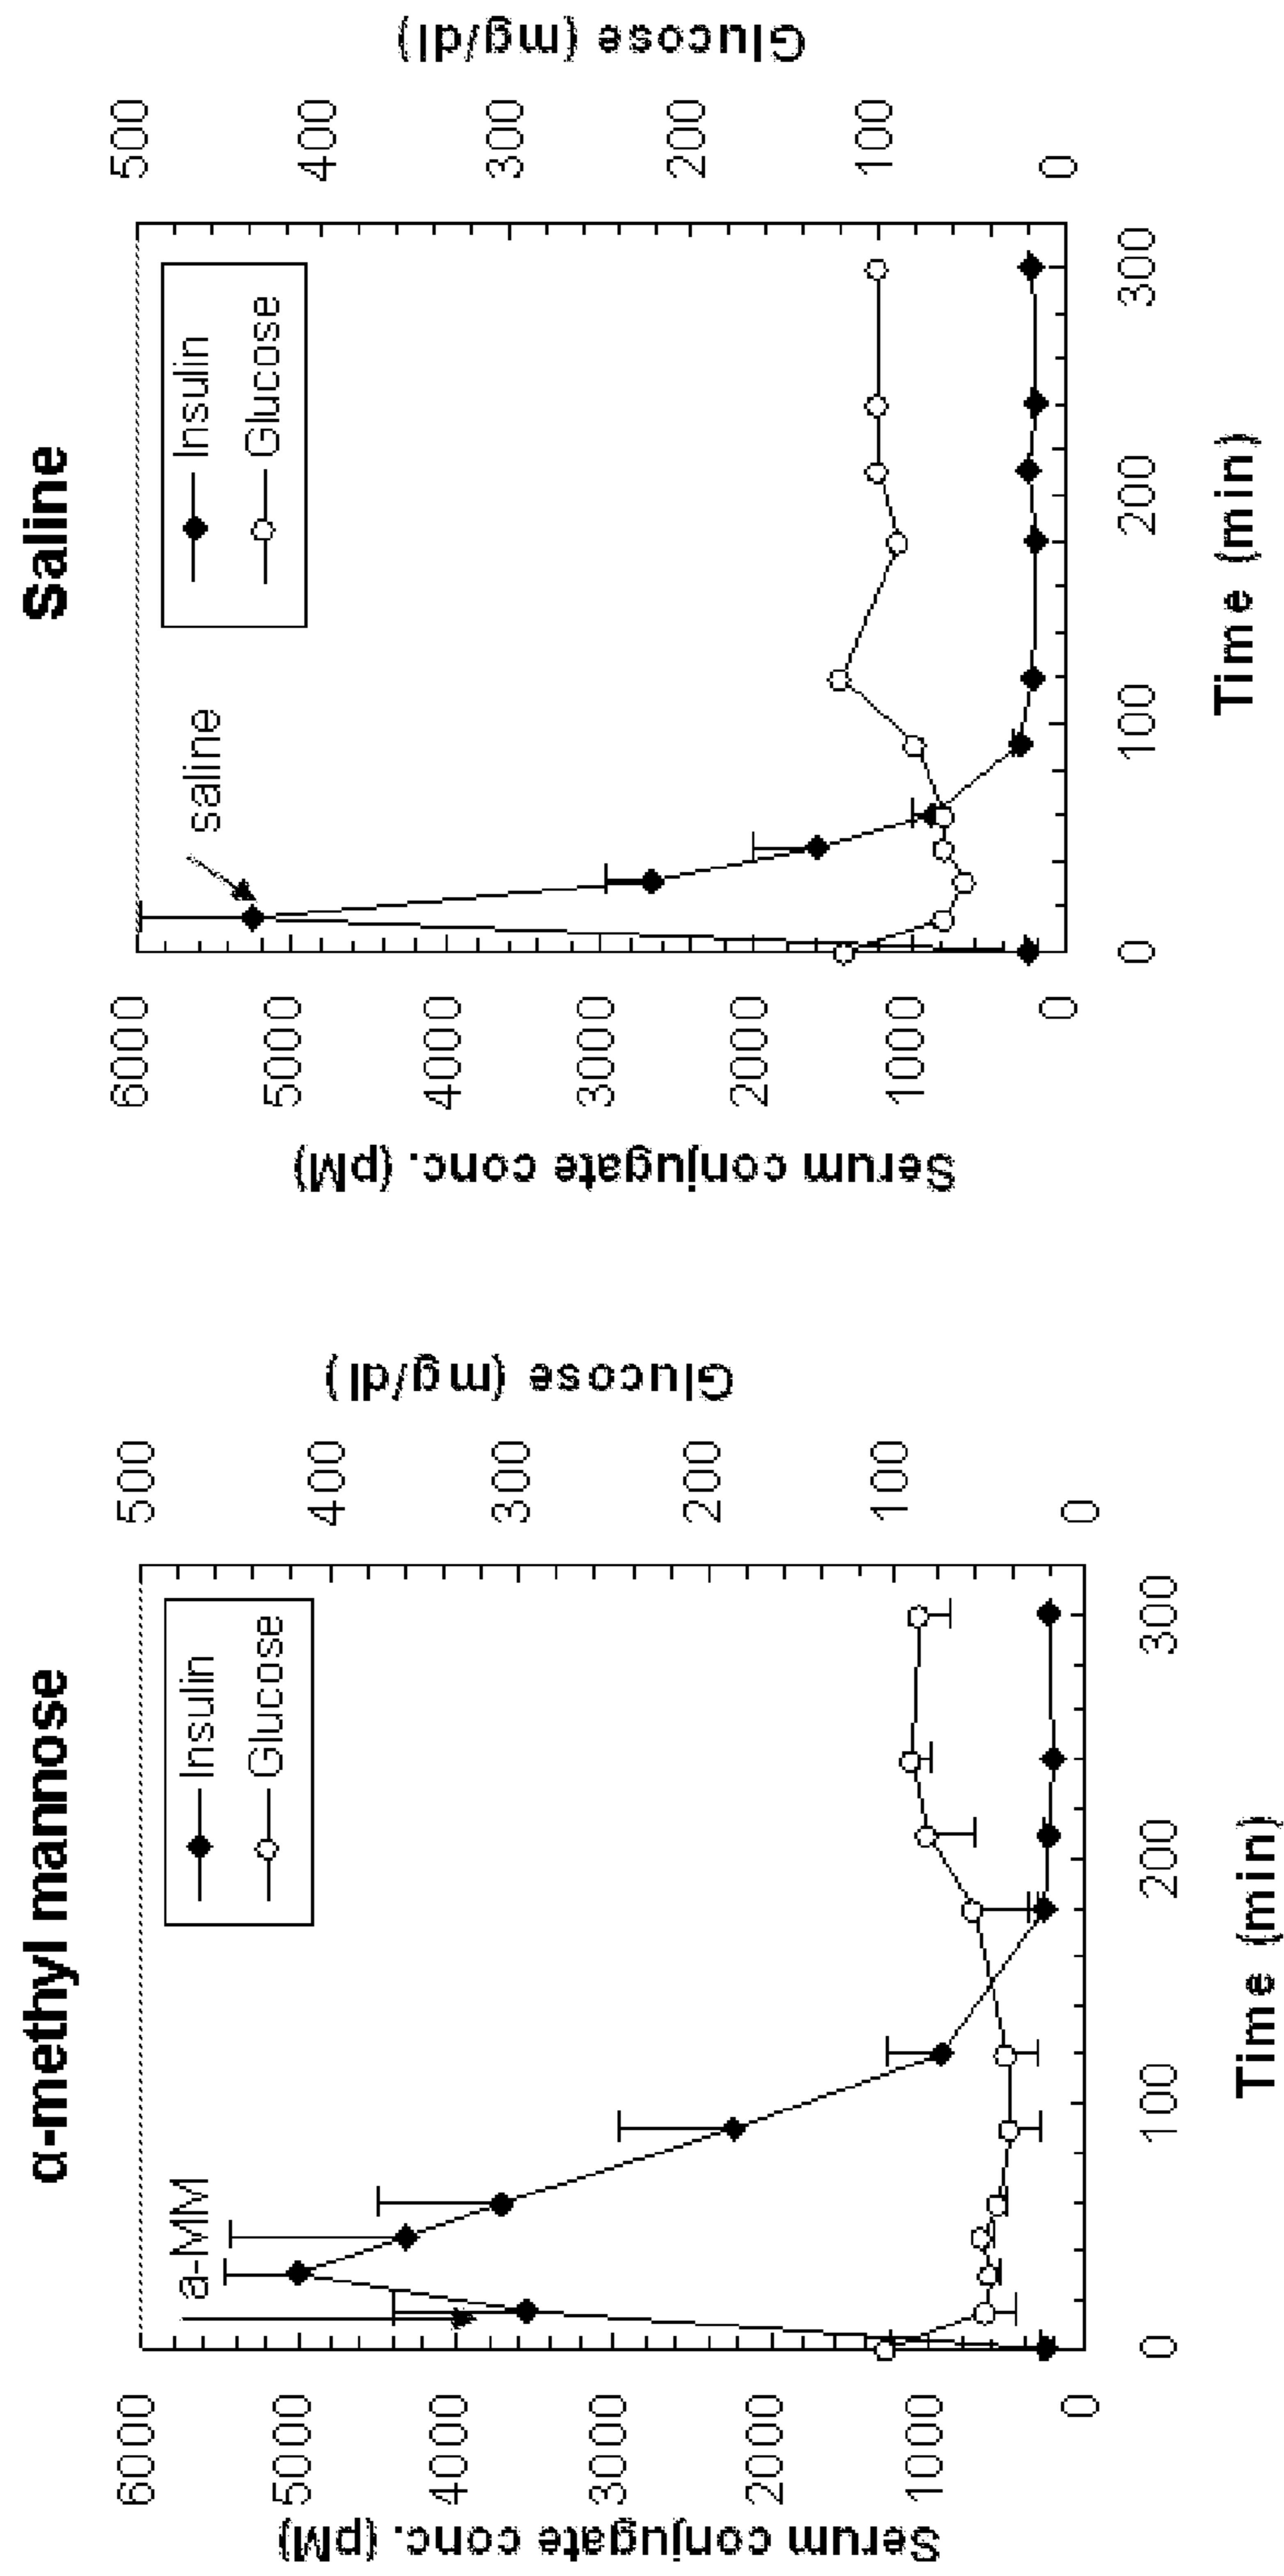 α-methyl mannose
a-MM
Insulin
Glucose
6000
5000
4000
3000
2000
1000
0
Serum conjugate conc. (pM)
500
400
300
200
100
0
Glucose (mg/dl)
0
100
200
300
Time (min)
Saline
saline
Insulin
Glucose
6000
5000
4000
3000
2000
1000
0
Serum conjugate conc. (pM)
500
400
300
200
100
0
Glucose (mg/dl)
0
100
200
300
Time (min)